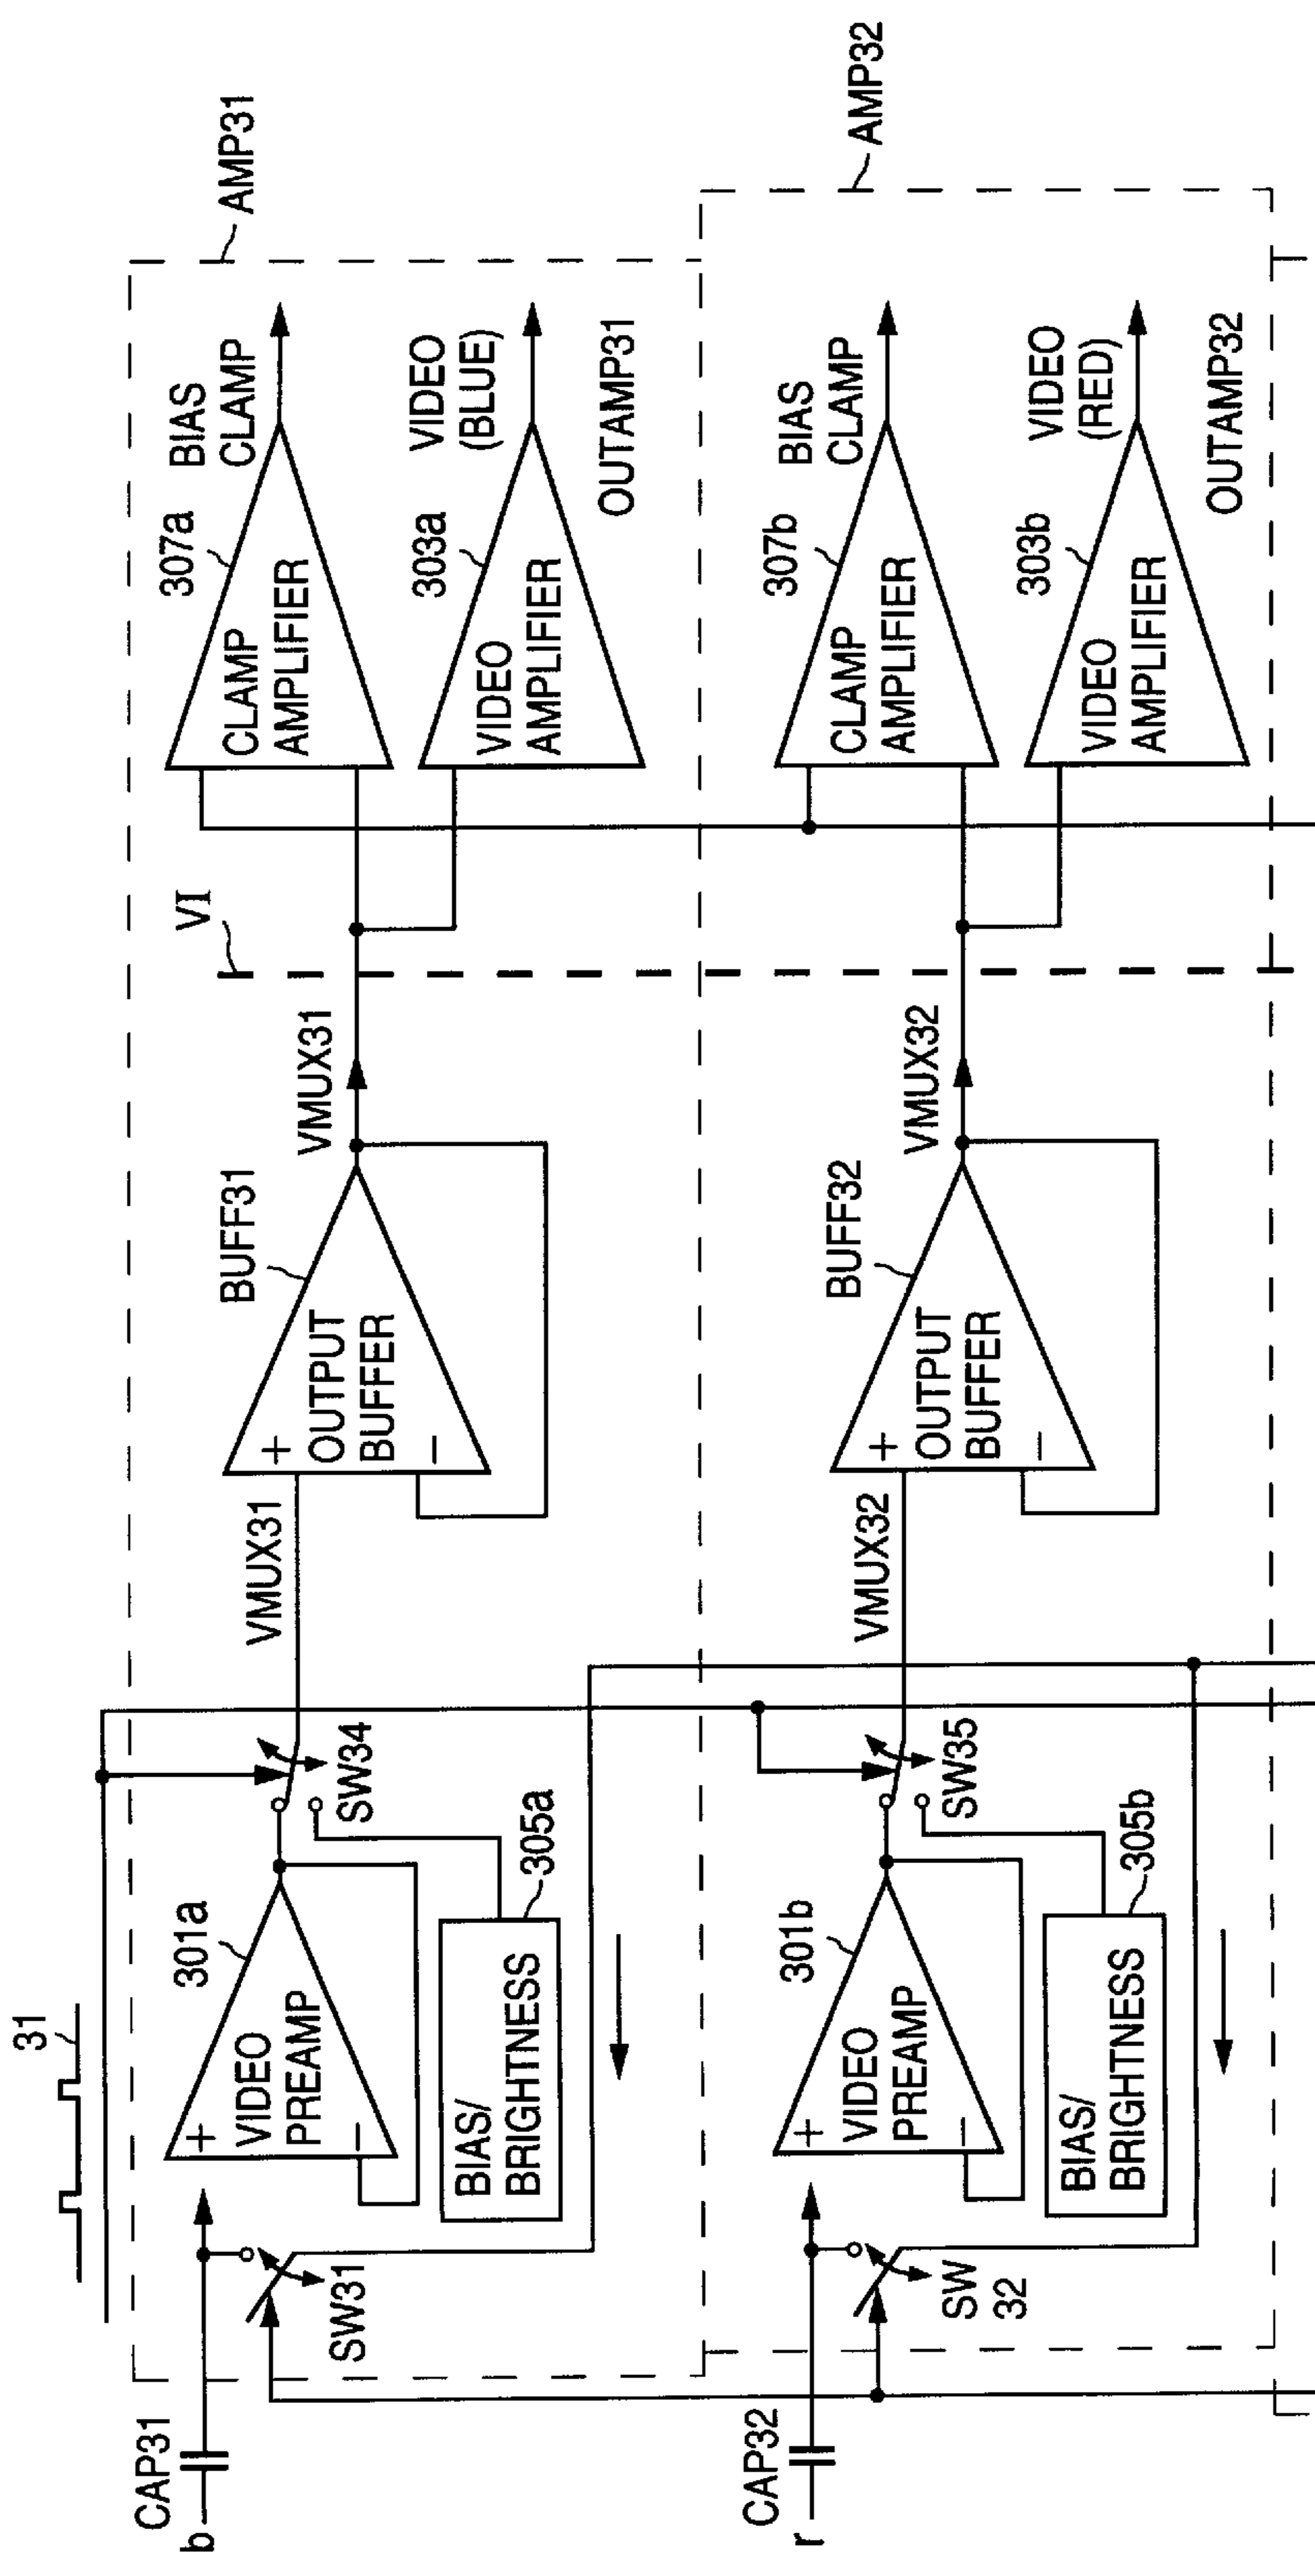 31
AMP31
CAP31
b
SW31
301a
+
VIDEO
PREAMP
−
BIAS/
BRIGHTNESS
305a
SW34
VMUX31
BUFF31
+
OUTPUT
BUFFER
−
VMUX31
VI
307a
CLAMP
AMPLIFIER
BIAS
CLAMP
303a
VIDEO
AMPLIFIER
VIDEO
(BLUE)
OUTAMP31
AMP32
CAP32
r
SW
32
301b
+
VIDEO
PREAMP
−
BIAS/
BRIGHTNESS
305b
SW35
VMUX32
BUFF32
+
OUTPUT
BUFFER
−
VMUX32
307b
CLAMP
AMPLIFIER
BIAS
CLAMP
303b
VIDEO
AMPLIFIER
VIDEO
(RED)
OUTAMP32